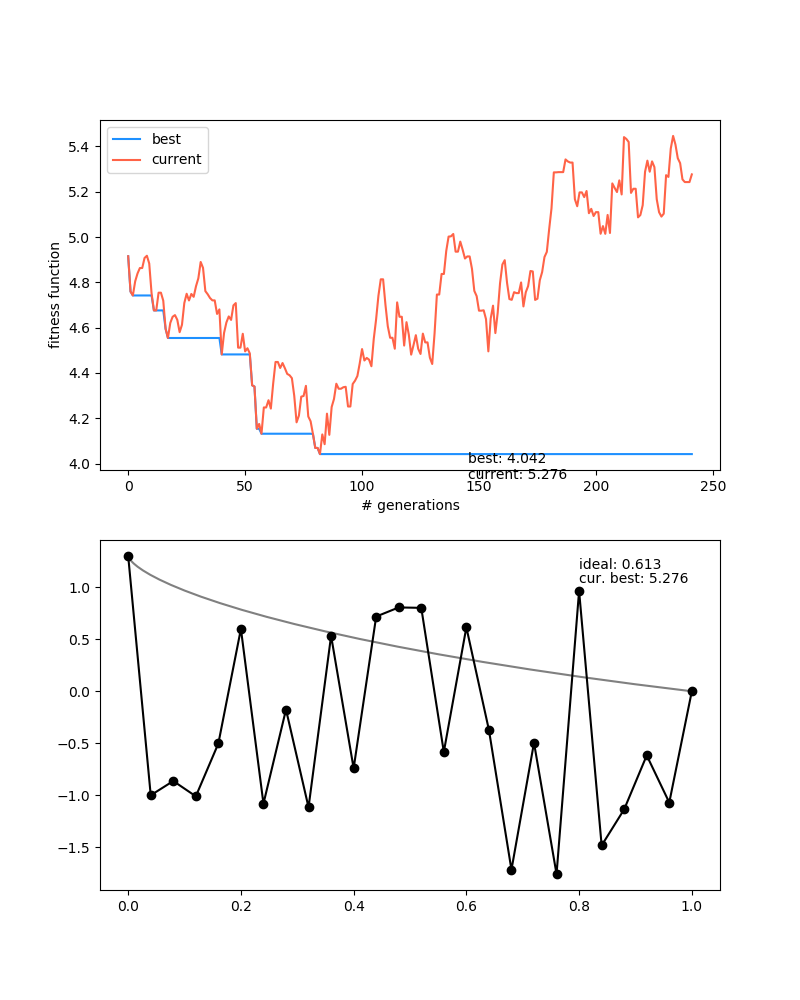 best
current
5.4
5.2
5.0
4.8
4.6
4.4
4.2
4.0
fitness function
best: 4.042
current: 5.276
0 50 100 150 200 250
# generations
ideal: 0.613
cur. best: 5.276
1.0
0.5
0.0
−0.5
−1.0
−1.5
0.0 0.2 0.4 0.6 0.8 1.0